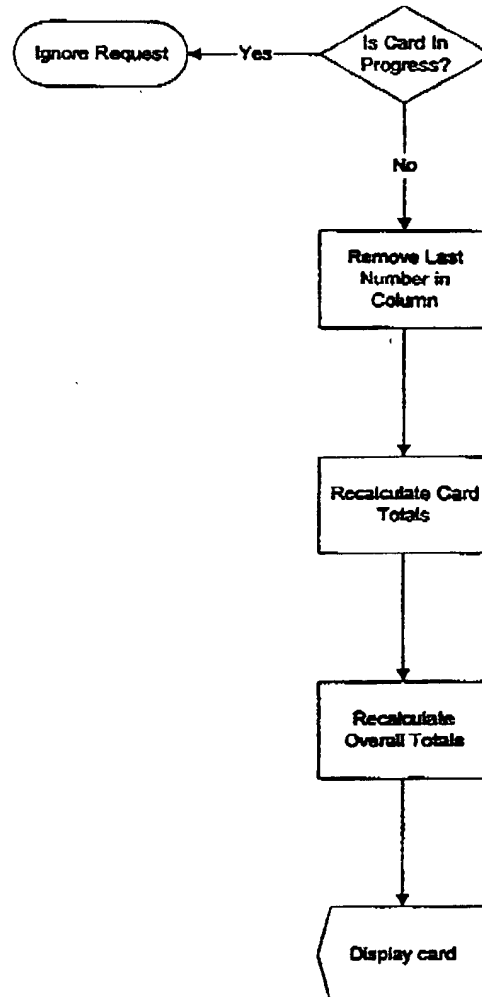 Ignore Request
Yes
Is Card In
Progress?
No
Remove Last
Number in
Column
Recalculate Card
Totals
Recalculate
Overall Totals
Display card